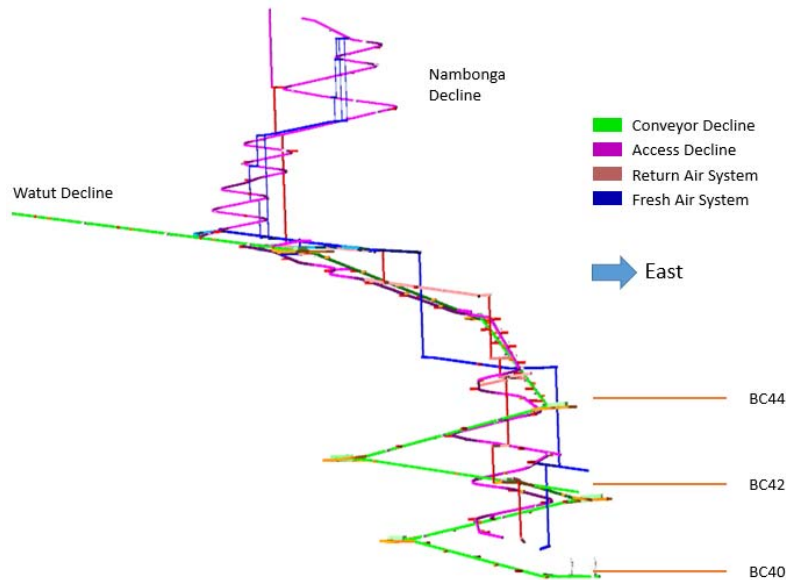 Nambonga
Decline
Conveyor Decline
Access Decline
Return Air System
Fresh Air System
Watut Decline
East
BC44
BC42
BC40